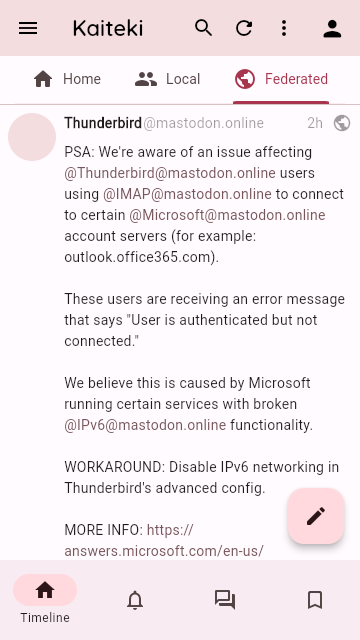 Kaiteki
Home
Local
Federated
Thunderbird@mastodon.online 2h
PSA: We're aware of an issue affecting
@Thunderbird@mastodon.online users
using @IMAP@mastodon.online to connect
to certain @Microsoft@mastodon.online
account servers (for example:
outlook.office365.com).
These users are receiving an error message
that says "User is authenticated but not
connected."
We believe this is caused by Microsoft
running certain services with broken
@IPv6@mastodon.online functionality.
WORKAROUND: Disable IPv6 networking in
Thunderbird's advanced config.
MORE INFO: https://
answers.microsoft.com/en-us/
Timeline